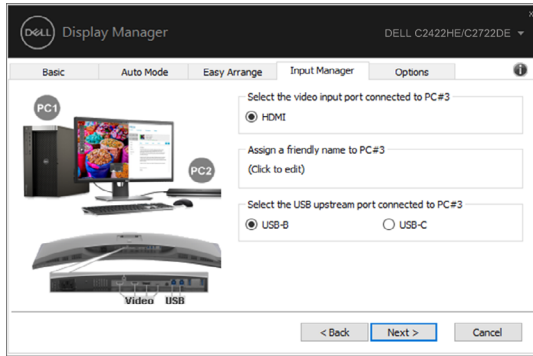 DELL Display Manager
DELL C2422HE/C2722DE
Basic Auto Mode Easy Arrange Input Manager Options
PC1
PC2
Video USB
Select the video input port connected to PC#3
HDMI
Assign a friendly name to PC#3
(Click to edit)
Select the USB upstream port connected to PC#3
USB-B USB-C
< Back Next > Cancel